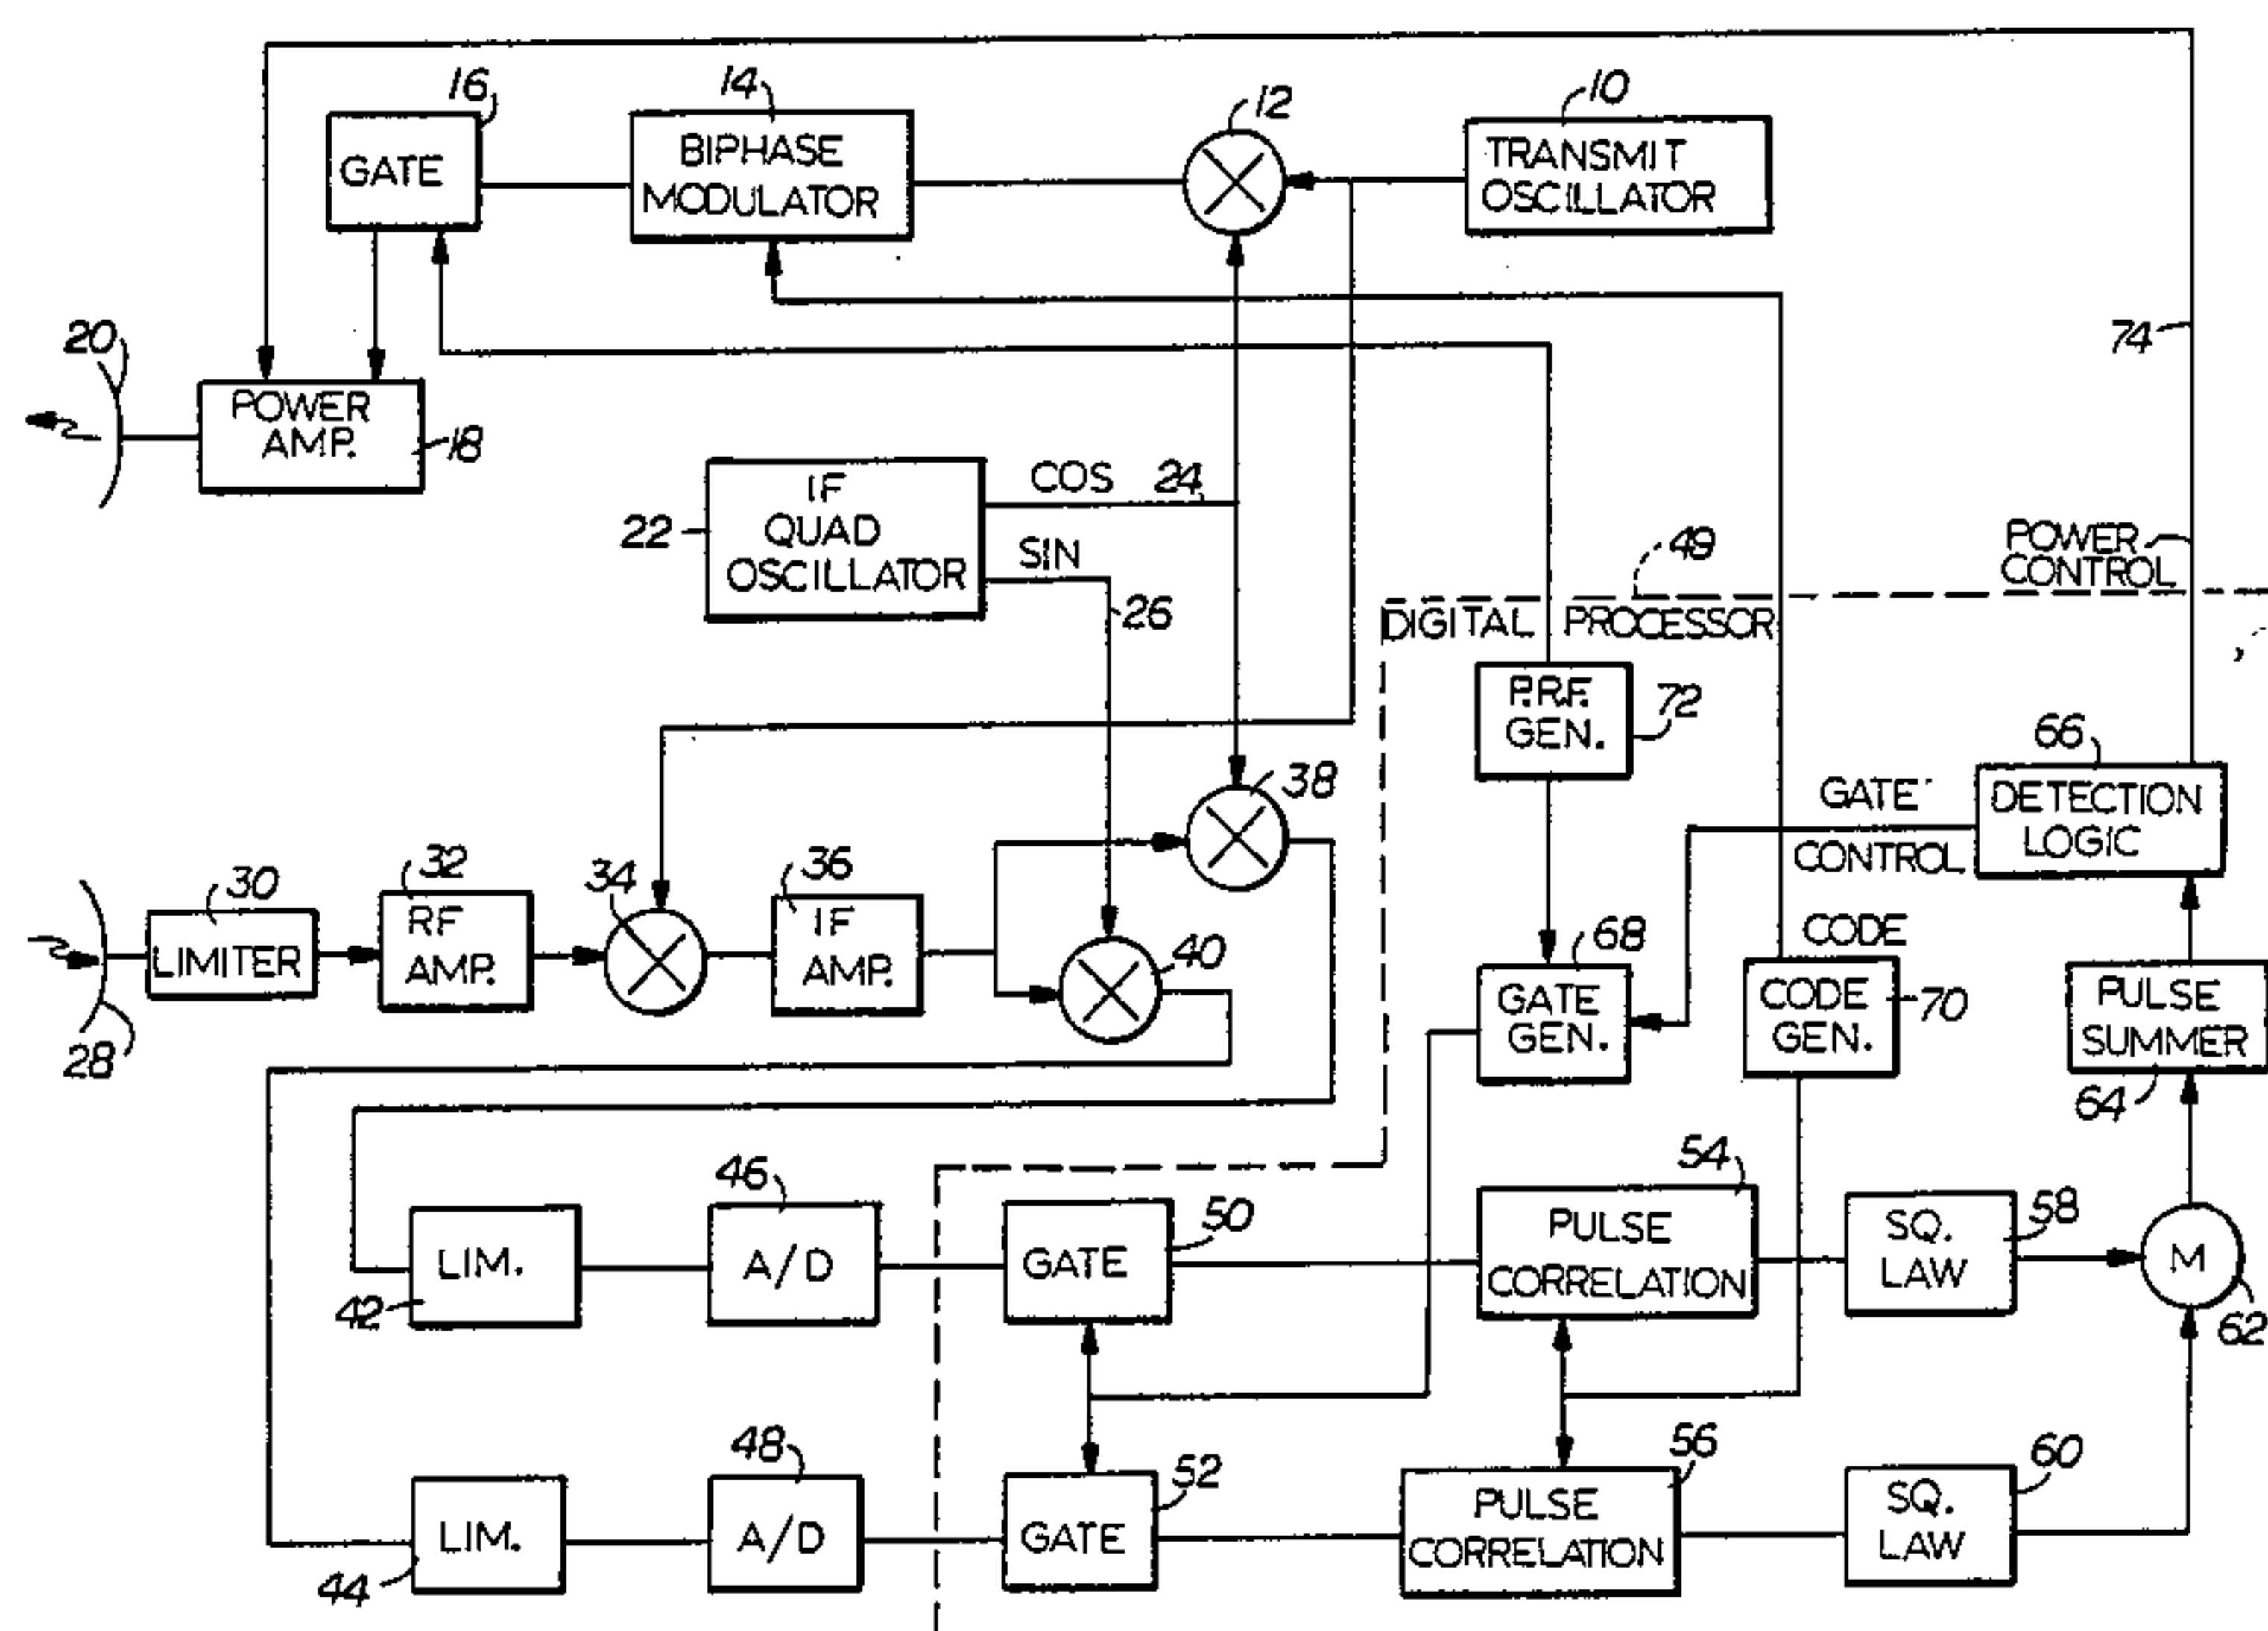 16
14
12
10
GATE
BIPHASE
MODULATOR
TRANSMIT
OSCILLATOR
20
74
POWER
AMP.
18
22
IF
QUAD
OSCILLATOR
COS
24
SIN
26
49
POWER
CONTROL
DIGITAL PROCESSOR
P.R.F.
GEN.
72
66
38
GATE
CONTROL
DETECTION
LOGIC
30
LIMITER
32
RF
AMP.
34
36
IF
AMP.
40
68
GATE
GEN.
CODE
CODE
GEN.
70
PULSE
SUMMER
64
28
46
54
42
LIM.
A/D
50
GATE
PULSE
CORRELATION
58
SQ.
LAW
M
62
48
56
60
44
LIM.
A/D
52
GATE
PULSE
CORRELATION
SQ.
LAW